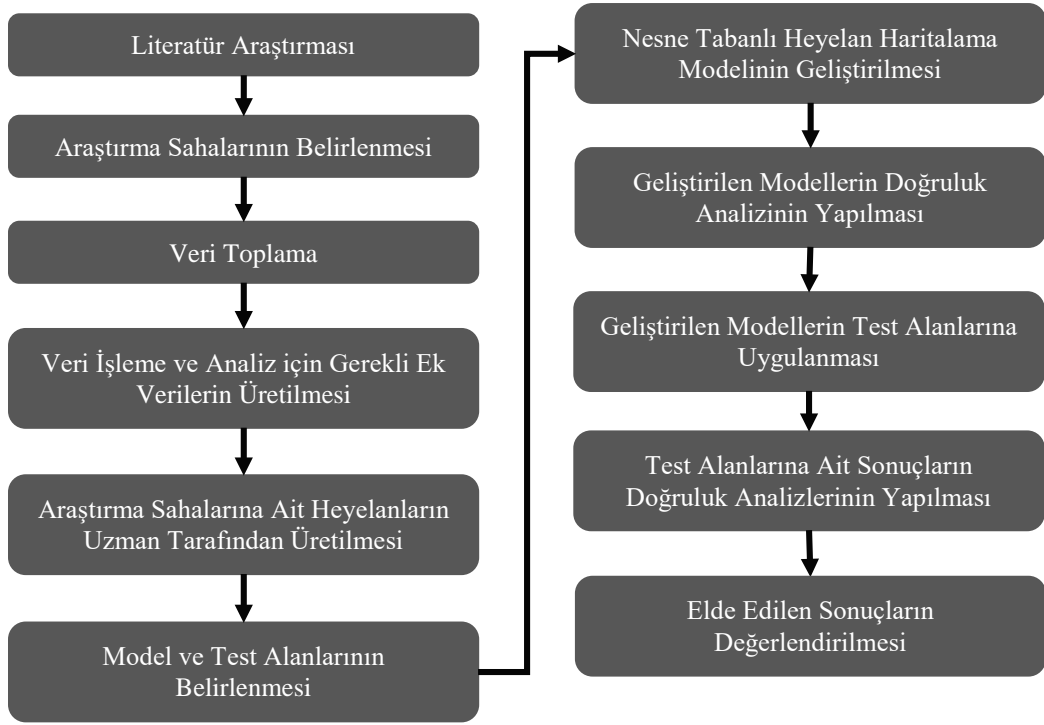 Literatür Araştırması
Araştırma Sahalarının Belirlenmesi
Veri Toplama
Veri İşleme ve Analiz için Gerekli Ek
Verilerin Üretilmesi
Araştırma Sahalarına Ait Heyelanların
Uzman Tarafından Üretilmesi
Model ve Test Alanlarının
Belirlenmesi
Nesne Tabanlı Heyelan Haritalama
Modelinin Geliştirilmesi
Geliştirilen Modellerin Doğruluk
Analizinin Yapılması
Geliştirilen Modellerin Test Alanlarına
Uygulanması
Test Alanlarına Ait Sonuçların
Doğruluk Analizlerinin Yapılması
Elde Edilen Sonuçların
Değerlendirilmesi